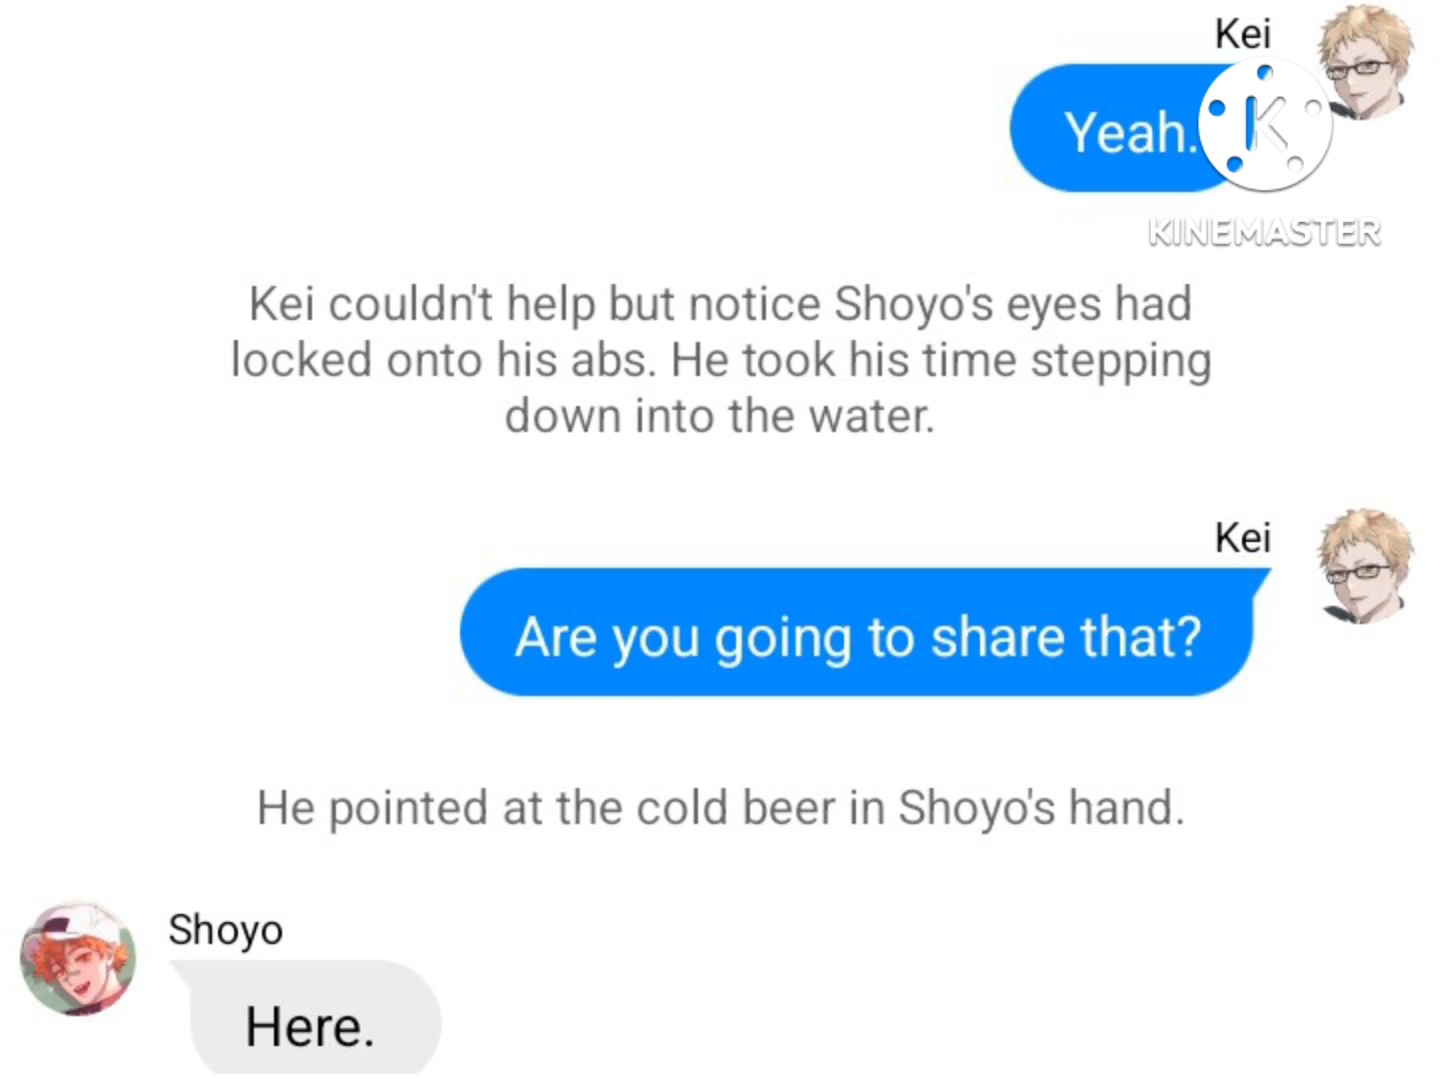 Kei
Yeah.
K
KINEMASTER
Kei couldn't help but notice Shoyo's eyes had
locked onto his abs. He took his time stepping
down into the water.
Kei
Are you going to share that?
He pointed at the cold beer in Shoyo's hand.
Shoyo
Here.